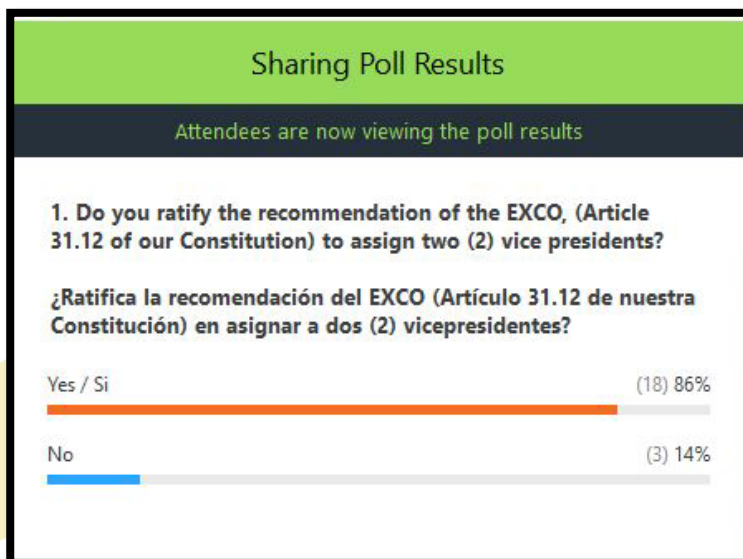 Sharing Poll Results
Attendees are now viewing the poll results
1. Do you ratify the recommendation of the EXCO, (Article
31.12 of our Constitution) to assign two (2) vice presidents?
¿Ratifica la recomendación del EXCO (Artículo 31.12 de nuestra
Constitución) en asignar a dos (2) vicepresidentes?
Yes / Si (18) 86%
No (3) 14%